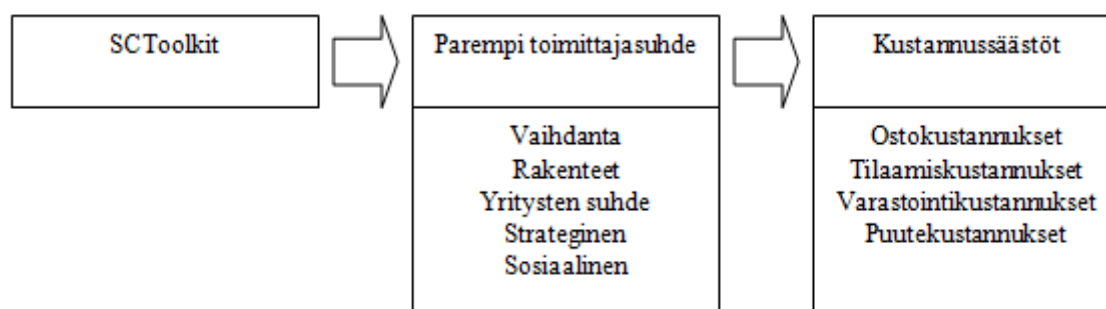 SCToolkit
Parempi toimittajasuhde
Vaihdanta
Rakenteet
Yritysten suhde
Strateginen
Sosiaalinen
Kustannussäästöt
Ostokustannukset
Tilaamiskustannukset
Varastointikustannukset
Puutekustannukset